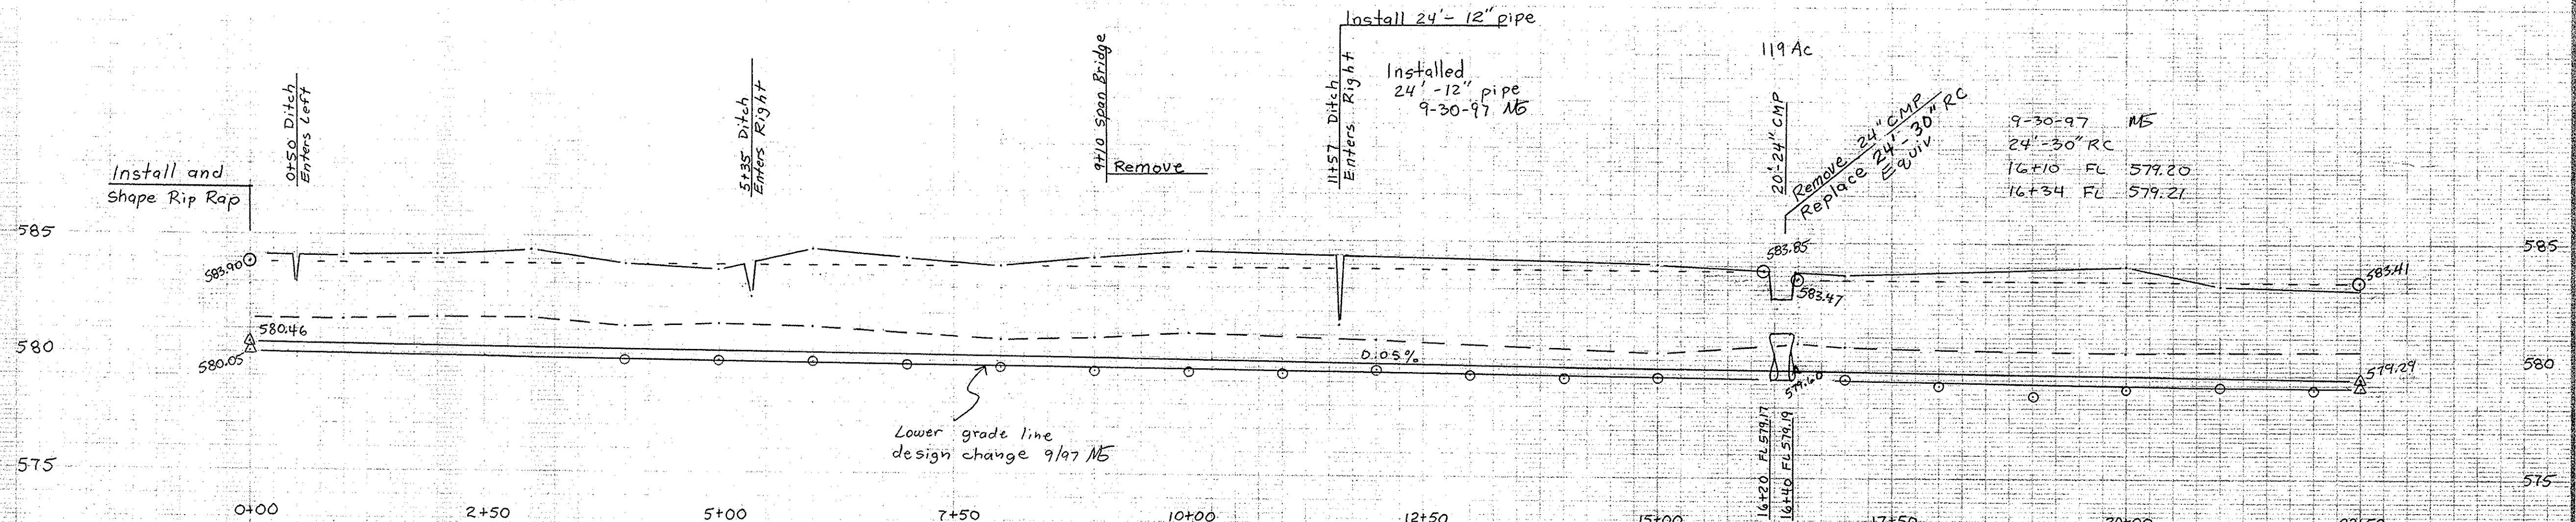 Install 24'- 12" pipe
119 Ac
Installed
24'-12" pipe
9-30-97 MS
0+50 Ditch
Enters Left
5+35 Ditch
Enters Right
9+10 Span Bridge
Remove
11+57 Ditch
Enters Right
20'-24" CMP
Remove 24" CMP
Replace 24'-30" RC
Equiv
9-30-97 MS
24'-30" RC
16+10 FL 579.20
16+34 FL 579.21
Install and
Shape Rip Rap
585
583.90
583.85
583.47
583.41
585
580
580.46
580.05
0.05%
579.60
579.29
580
Lower grade line
design change 9/97 MS
16+20 FL 579.17
16+40 FL 579.19
575
575
0+00
2+50
5+00
7+50
10+00
12+50
15+00
17+50